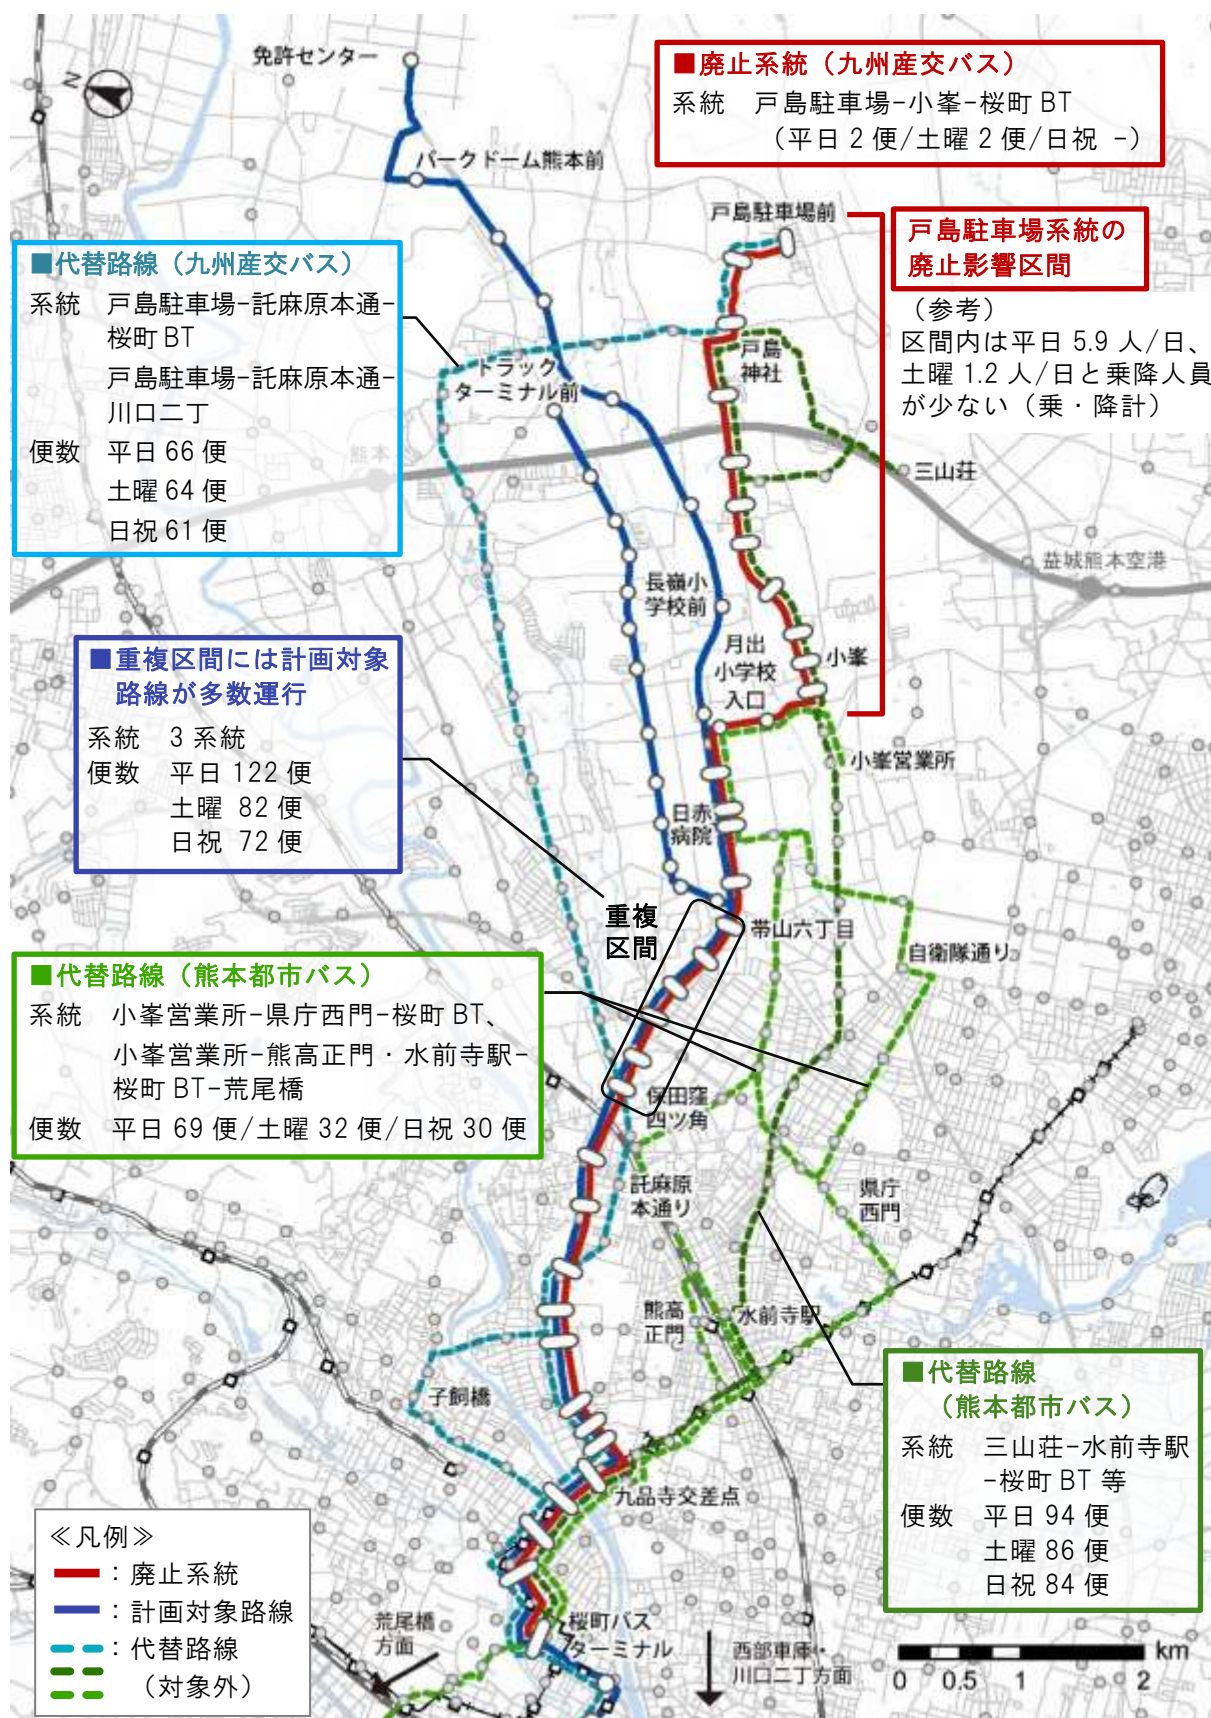 免許センター
N
パークドーム熊本前
■廃止系統（九州産交バス）
系統 戸島駐車場-小峯-桜町 BT
（平日 2 便/土曜 2 便/日祝 -）
戸島駐車場前
戸島駐車場系統の
廃止影響区間
（参考）
区間内は平日 5.9 人/日、
土曜 1.2 人/日と乗降人員
が少ない（乗・降計）
■代替路線（九州産交バス）
系統 戸島駐車場-託麻原本通-
桜町 BT
戸島駐車場-託麻原本通-
川口二丁
便数 平日 66 便
土曜 64 便
日祝 61 便
トラック
ターミナル前
戸島
神社
熊本
三山荘
益城熊本空港
長嶺小
学校前
月出
小学校
入口
小峯
小峯営業所
■重複区間には計画対象
路線が多数運行
系統 3 系統
便数 平日 122 便
土曜 82 便
日祝 72 便
日赤
病院
重複
区間
帯山六丁目
自衛隊通り
■代替路線（熊本都市バス）
系統 小峯営業所-県庁西門-桜町 BT、
小峯営業所-熊高正門・水前寺駅-
桜町 BT-荒尾橋
便数 平日 69 便/土曜 32 便/日祝 30 便
保田窪
四ツ角
託麻原
本通り
県庁
西門
熊高
正門
水前寺駅
子飼橋
九品寺交差点
■代替路線
（熊本都市バス）
系統 三山荘-水前寺駅
-桜町 BT 等
便数 平日 94 便
土曜 86 便
日祝 84 便
≪凡例≫
：廃止系統
：計画対象路線
：代替路線
（対象外）
荒尾橋
方面
桜町バス
ターミナル
西部車庫・
川口二丁方面
km
0 0.5 1 2